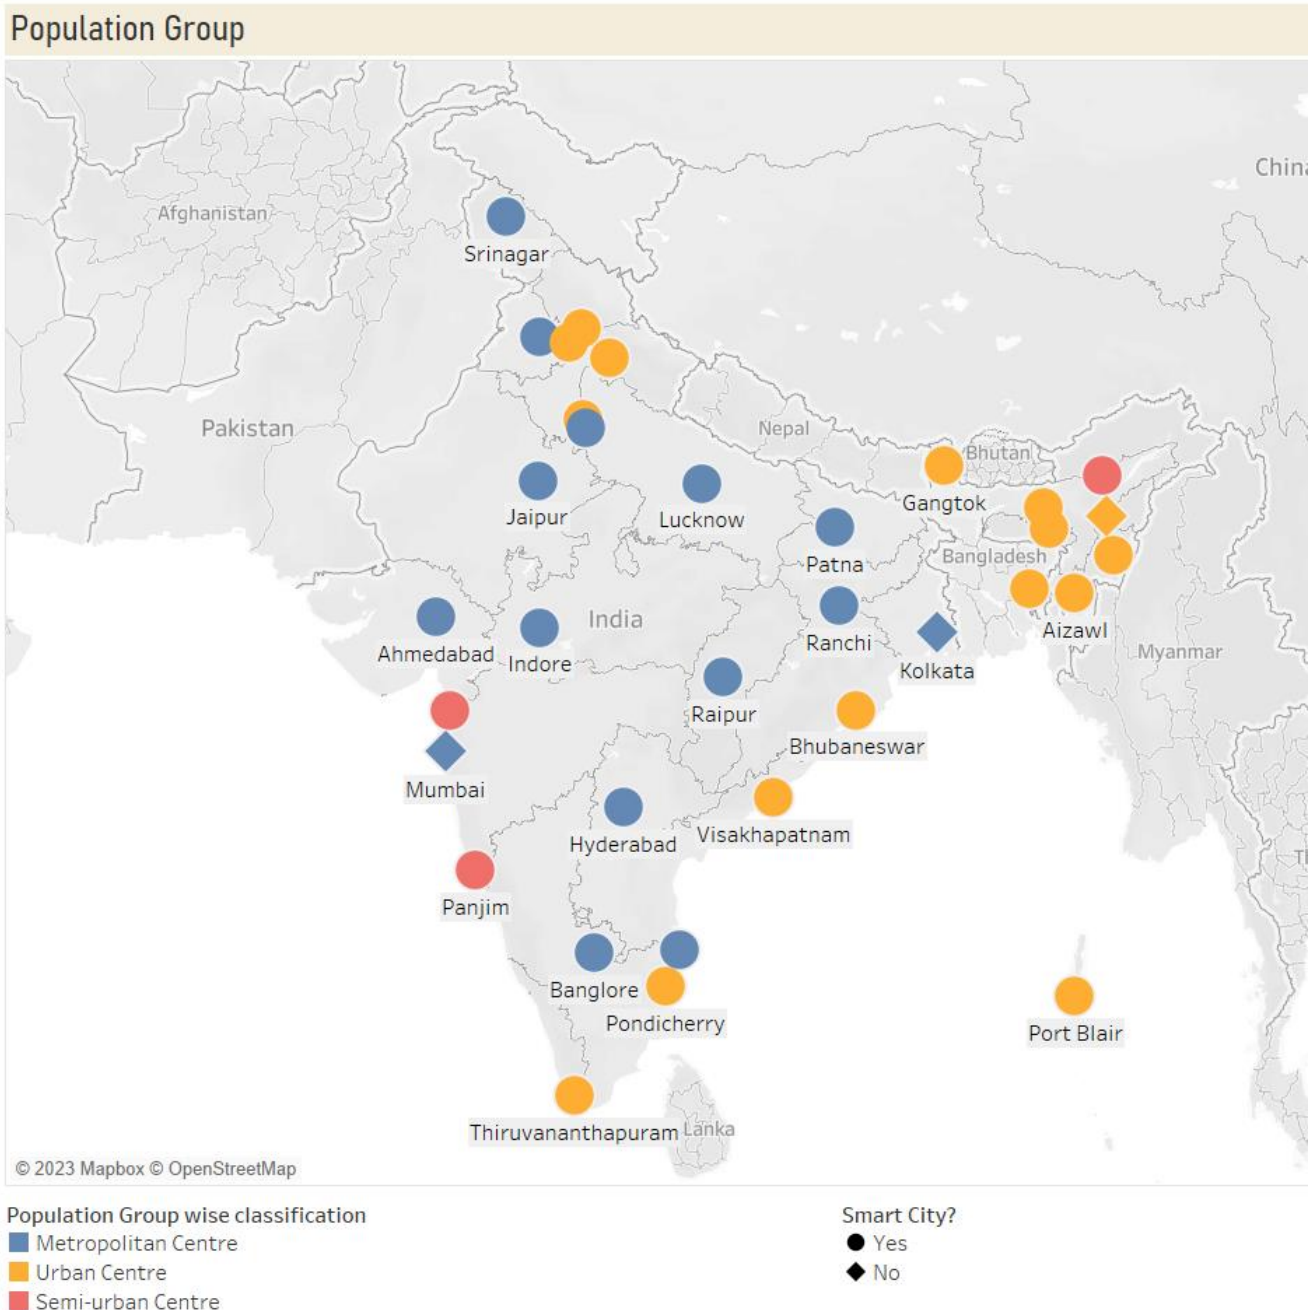 Population Group
China
Afghanistan
Srinagar
Pakistan
Nepal
Bhutan
Gangtok
Jaipur
Lucknow
Patna
Bangladesh
India
Ranchi
Aizawl
Ahmedabad
Indore
Kolkata
Myanmar
Raipur
Bhubaneswar
Mumbai
Hyderabad
Visakhapatnam
Panjim
Banglore
Pondicherry
Port Blair
Thiruvananthapuram
Lanka
© 2023 Mapbox © OpenStreetMap
Population Group wise classification
Metropolitan Centre
Urban Centre
Semi-urban Centre
Smart City?
Yes
No